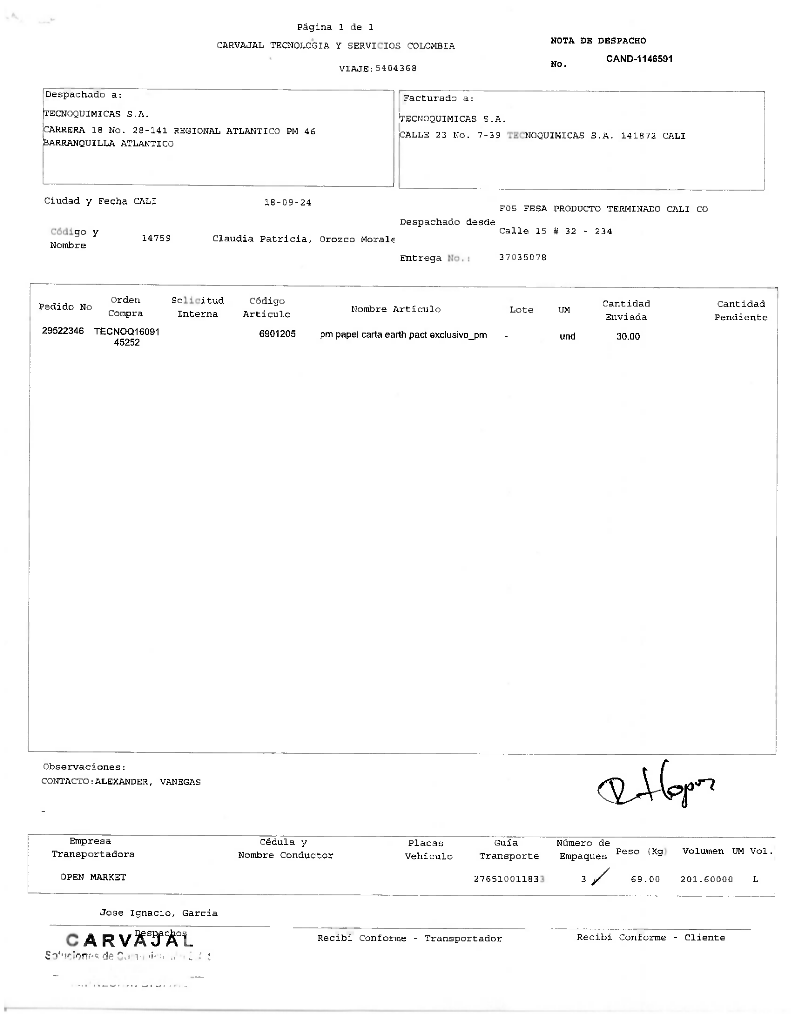 Página 1 de 1
CARVAJAL TECNOLOGIA Y SERVICIOS COLOMBIA
NOTA DE DESPACHO
VIAJE:5404368
No. CAND-1146591
Despachado a:
TECNOQUIMICAS S.A.
CARRERA 18 No. 28-141 REGIONAL ATLANTICO PM 46
BARRANQUILLA ATLANTICO
Facturado a:
TECNOQUIMICAS S.A.
CALLE 23 No. 7-39 TECNOQUIMICAS S.A. 141872 CALI
Ciudad y Fecha CALI 18-09-24
F05 FESA PRODUCTO TERMINADO CALI CO
Despachado desde
Calle 15 # 32 - 234
Código y Nombre 14759 Claudia Patricia, Orozco Morale
Entrega No.: 37035078
Pedido No Orden Compra Solicitud Interna Código Artículo Nombre Artículo Lote UM Cantidad Enviada Cantidad Pendiente
29522346 TECNOQ16091 6901205 pm papel carta earth pact exclusivo_pm - und 30.00
45252
Observaciones:
CONTACTO:ALEXANDER, VANEGAS
-
Empresa Transportadora Cédula y Nombre Conductor Placas Vehículo Guía Transporte Número de Empaques Peso (Kg) Volumen UM Vol.
OPEN MARKET 27651001183 3 69.00 201.60000 L
Jose Ignacio, Garcia
Despachos
CARVAJAL
Soluciones de
Recibí Conforme - Transportador
Recibí Conforme - Cliente